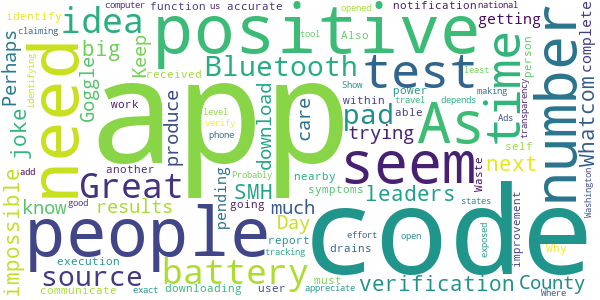 app
code
people
positive
need
seem
number
test
As
time
idea
Great
battery
source
Bluetooth
pad
Whatcom
verification
County
leaders
SMH
big
joke
impossible
Perhaps
Keep
Goggle
know
results
produce
download
trying
care
next
much
Day
pending
getting
complete
improvement
identify
function
us
accurate
notification
computer
opened
tool
national
claiming
Also
power
making
person
received
Show
least
within
travel
depends
transparency
Ads
identifying
work
level
verify
phone
able
self
Washington
add
good
another
going
nearby
symptoms
Waste
Probably
states
report
must
effort
open
exposed
Why
execution
tracking
drains
user
communicate
downloading
exact
appreciate
Where